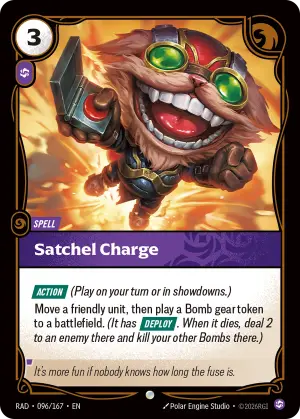 3
SPELL
Satchel Charge
ACTION (Play on your turn or in showdowns.)
Move a friendly unit, then play a Bomb gear token
to a battlefield. (It has DEPLOY. When it dies, deal 2
to an enemy there and kill your other Bombs there.)
It's more fun if nobody knows how long the fuse is.
RAD • 096/167 • EN
Polar Engine Studio • ©2026RGI